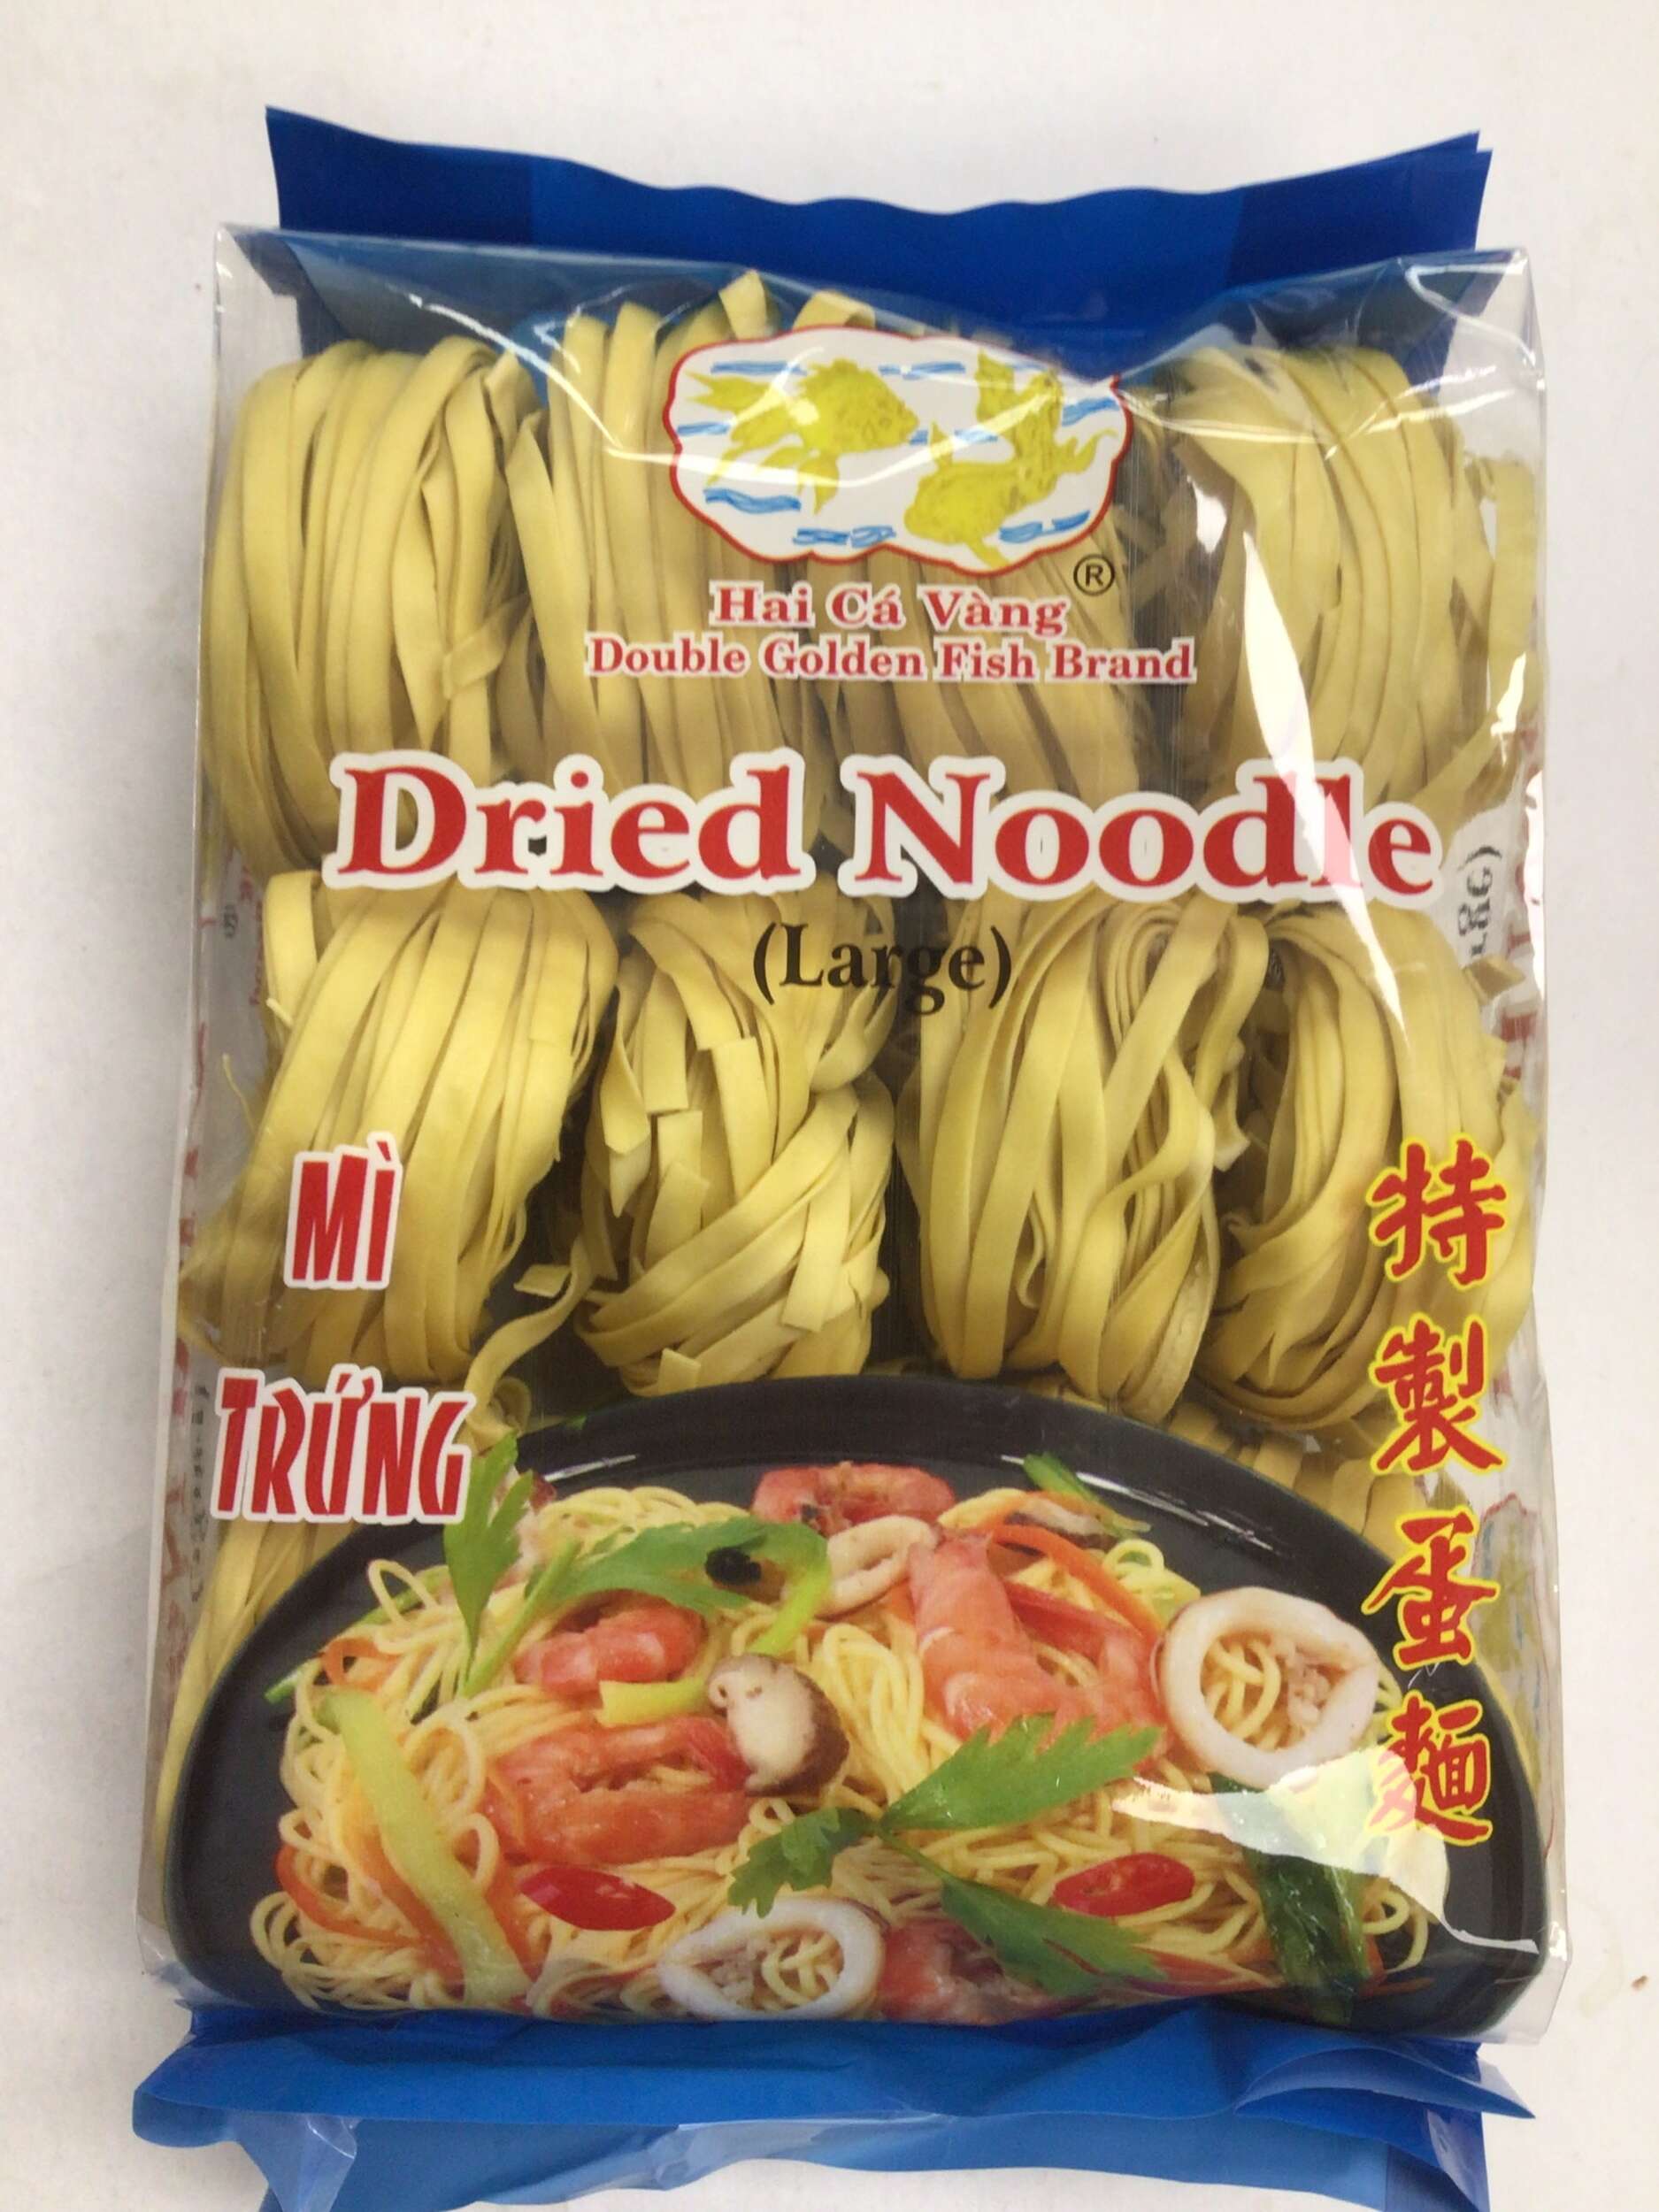 ®
Hai Cá Vàng
Double Golden Fish Brand
Dried Noodle
(Large)
MÌ
TRỨNG
特
製
蛋
麵